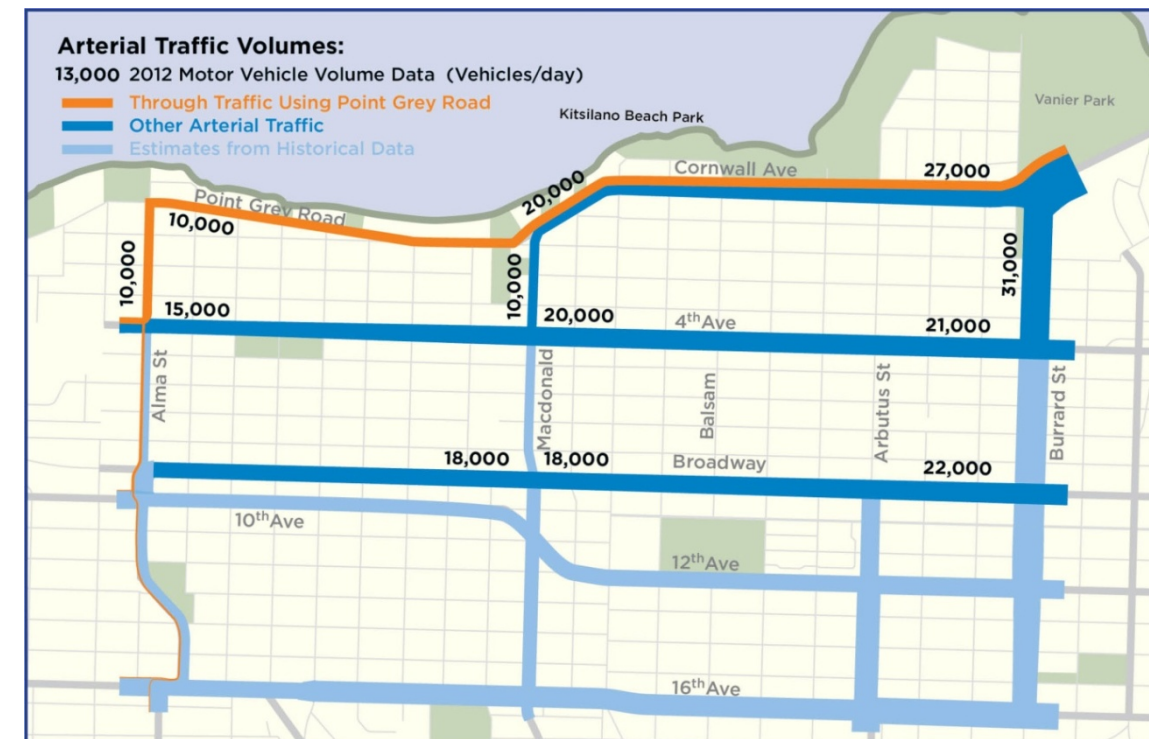 Arterial Traffic Volumes:
13,000 2012 Motor Vehicle Volume Data (Vehicles/day)
Through Traffic Using Point Grey Road
Other Arterial Traffic
Estimates from Historical Data
Kitsilano Beach Park
Vanier Park
Cornwall Ave
27,000
20,000
Point Grey Road
10,000
10,000
10,000
31,000
15,000
20,000
4th Ave
21,000
Alma St
Macdonald
Balsam
Arbutus St
Burrard St
18,000
18,000
Broadway
22,000
10th Ave
12th Ave
16th Ave